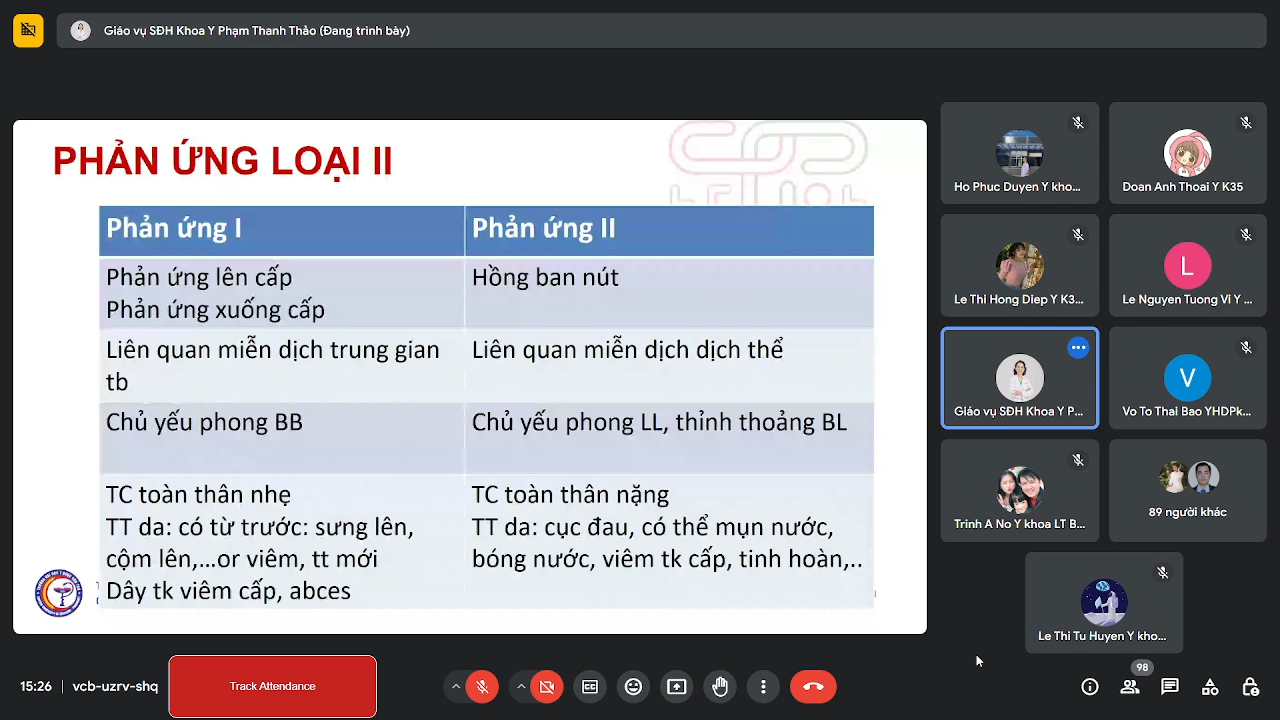 Giáo vụ SĐH Khoa Y Phạm Thanh Thảo (Đang trình bày)
PHẢN ỨNG LOẠI II
Phản ứng I
Phản ứng II
Phản ứng lên cấp
Phản ứng xuống cấp
Hồng ban nút
Liên quan miễn dịch trung gian
tb
Liên quan miễn dịch dịch thể
Chủ yếu phong BB
Chủ yếu phong LL, thỉnh thoảng BL
TC toàn thân nhẹ
TT da: có từ trước: sưng lên,
cộm lên,...or viêm, tt mới
Dây tk viêm cấp, abces
TC toàn thân nặng
TT da: cục đau, có thể mụn nước,
bóng nước, viêm tk cấp, tinh hoàn,..
Ho Phuc Duyen Y kho...
Doan Anh Thoai Y K35
Le Thi Hong Diep Y K3...
L
Le Nguyen Tuong Vi Y ...
Giáo vụ SĐH Khoa Y P...
V
Vo To Thai Bao YHDPk...
Trinh A No Y khoa LT B...
89 người khác
Le Thi Tu Huyen Y kho...
15:26
vcb-uzrv-shq
Track Attendance
98